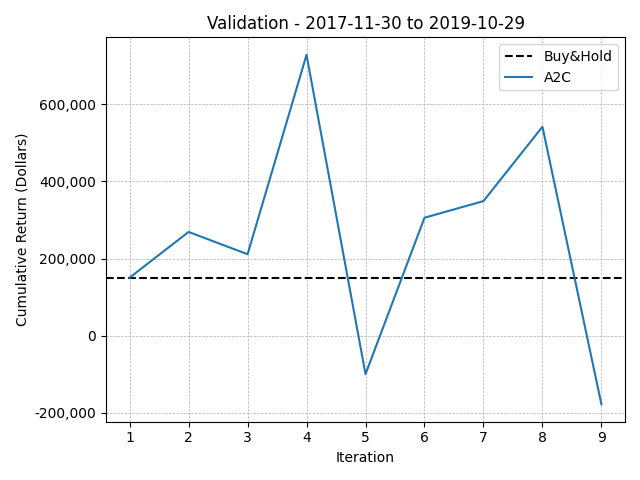 Validation - 2017-11-30 to 2019-10-29
Buy&Hold
A2C
Cumulative Return (Dollars)
600,000
400,000
200,000
0
-200,000
1 2 3 4 5 6 7 8 9
Iteration